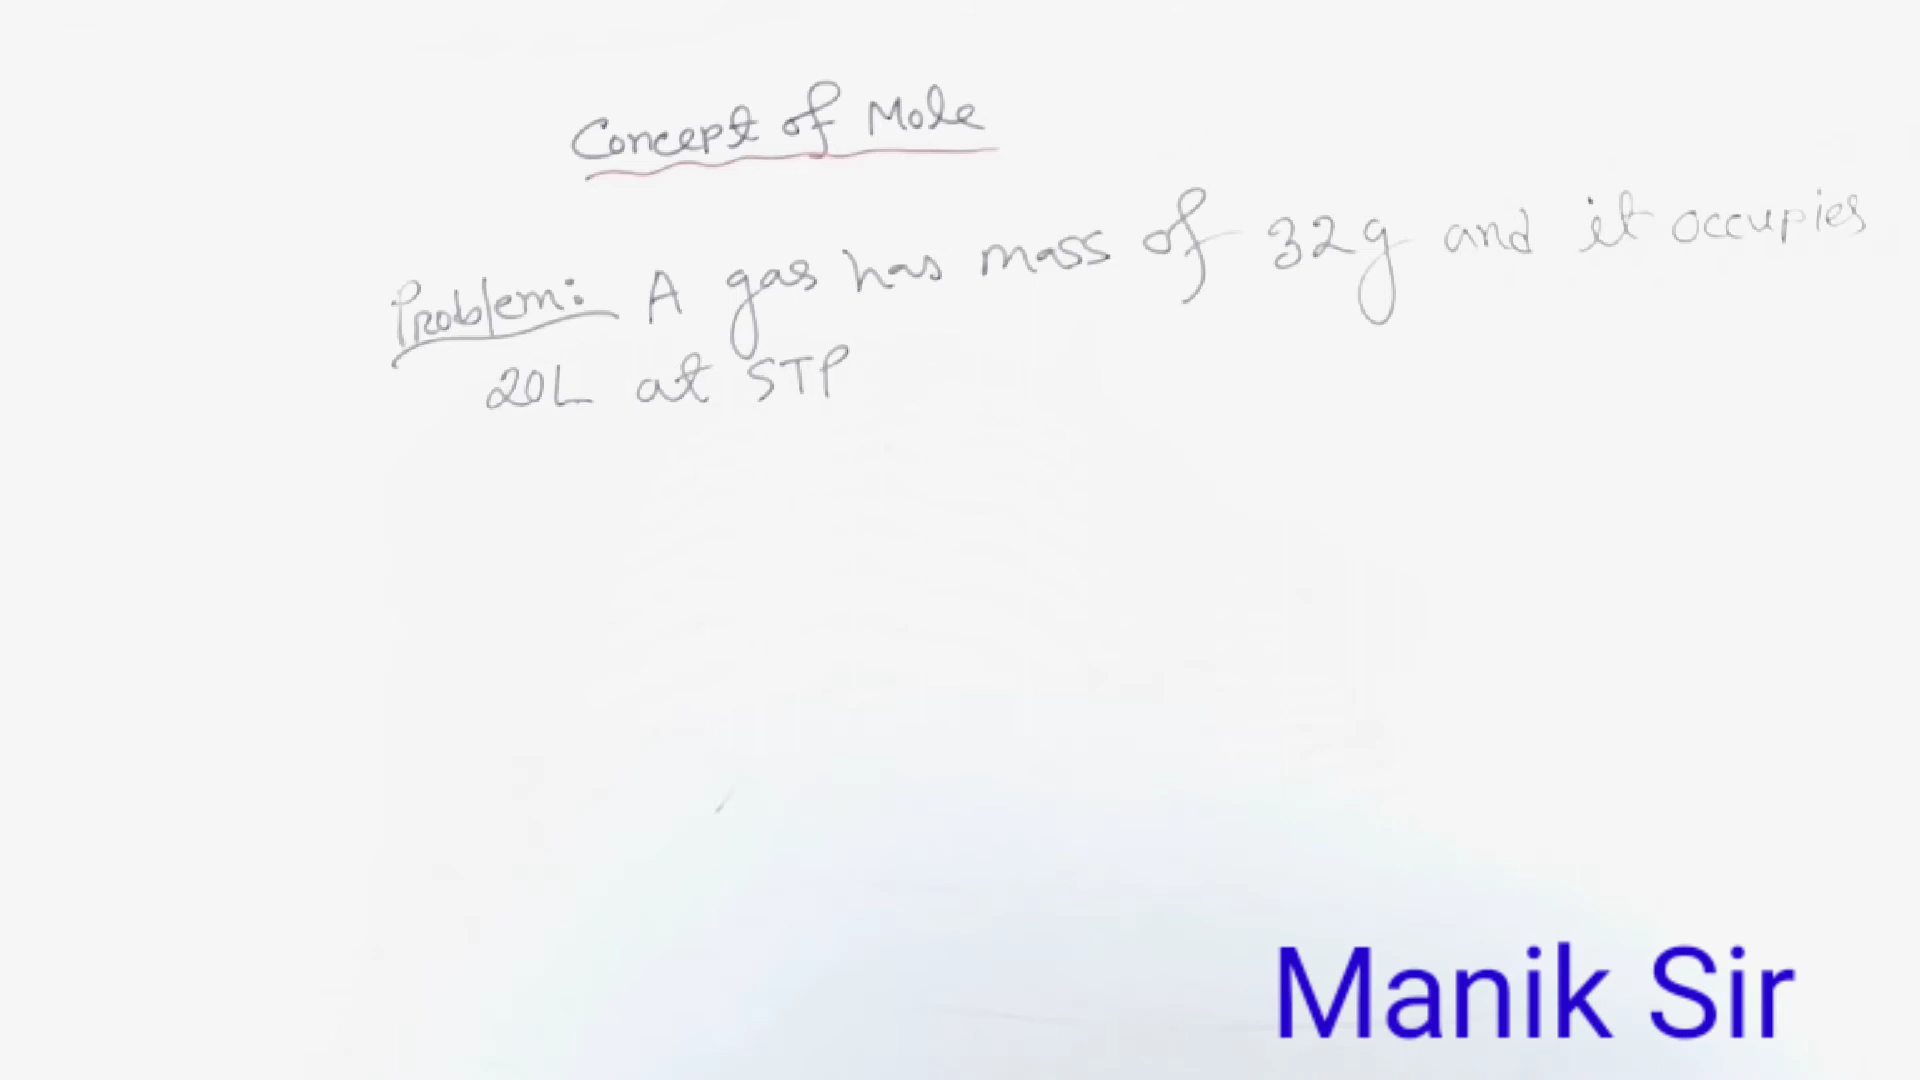 Concept of Mole
Problem: A gas has mass of 32g and it occupies
20L at STP
Manik Sir